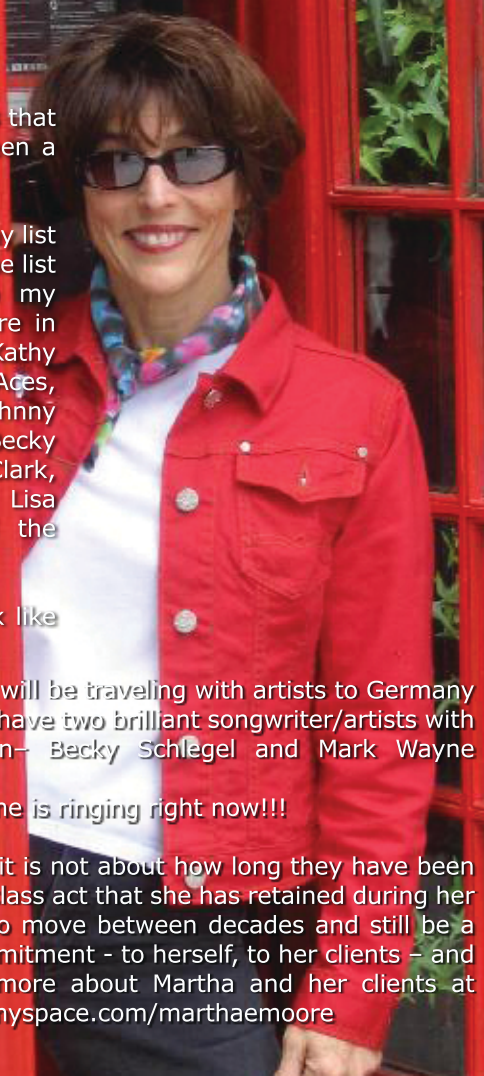 that
en a
y list
e list
my
re in
Kathy
Aces,
hnny
Becky
Clark,
Lisa
the
k like
will be traveling with artists to Germany
have two brilliant songwriter/artists with
n– Becky Schlegel and Mark Wayne
ne is ringing right now!!!
it is not about how long they have been
lass act that she has retained during her
o move between decades and still be a
mitment - to herself, to her clients – and
more about Martha and her clients at
myspace.com/marthaemoore